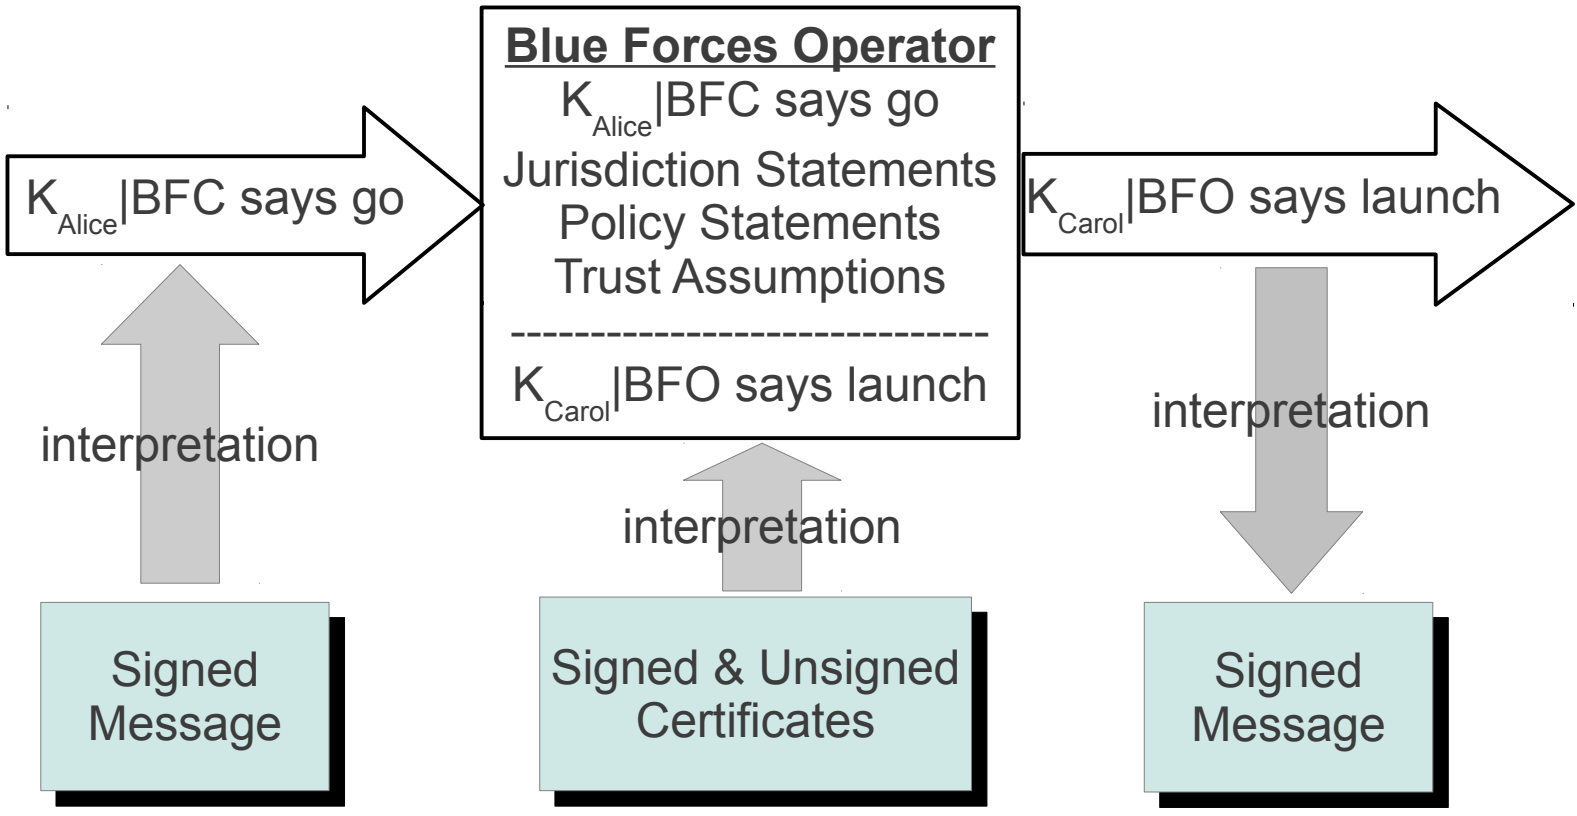 K_Alice|BFC says go
Blue Forces Operator
K_Alice|BFC says go
Jurisdiction Statements
Policy Statements
Trust Assumptions
------------------------------
K_Carol|BFO says launch
K_Carol|BFO says launch
interpretation
interpretation
interpretation
Signed
Message
Signed & Unsigned
Certificates
Signed
Message